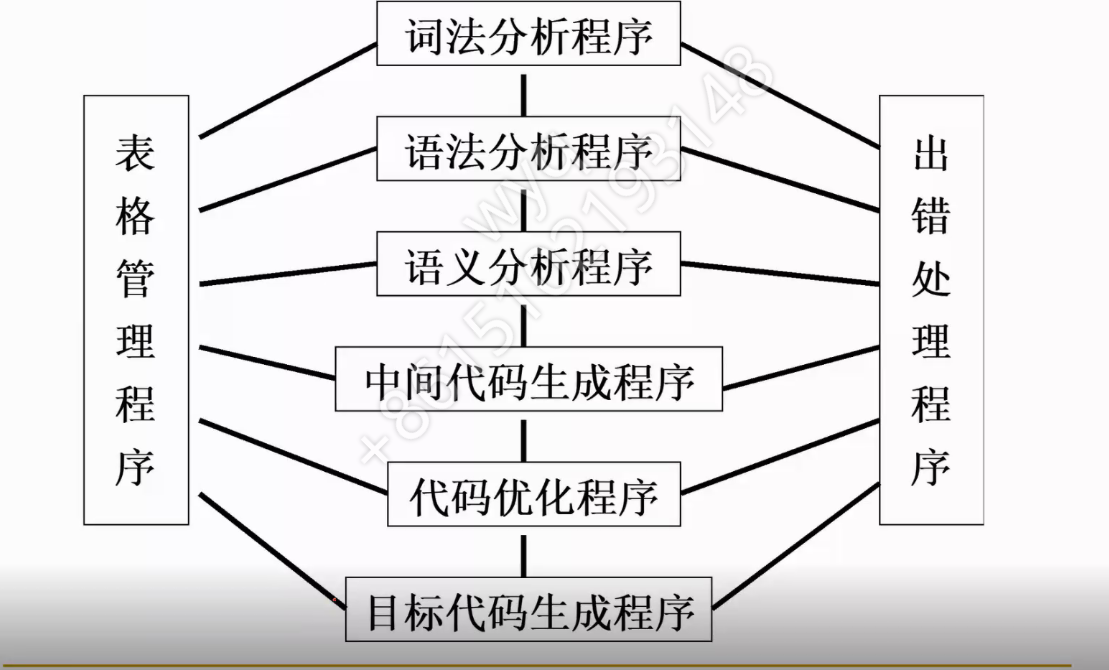 词法分析程序
语法分析程序
语义分析程序
中间代码生成程序
代码优化程序
目标代码生成程序
表格管理程序
出错处理程序